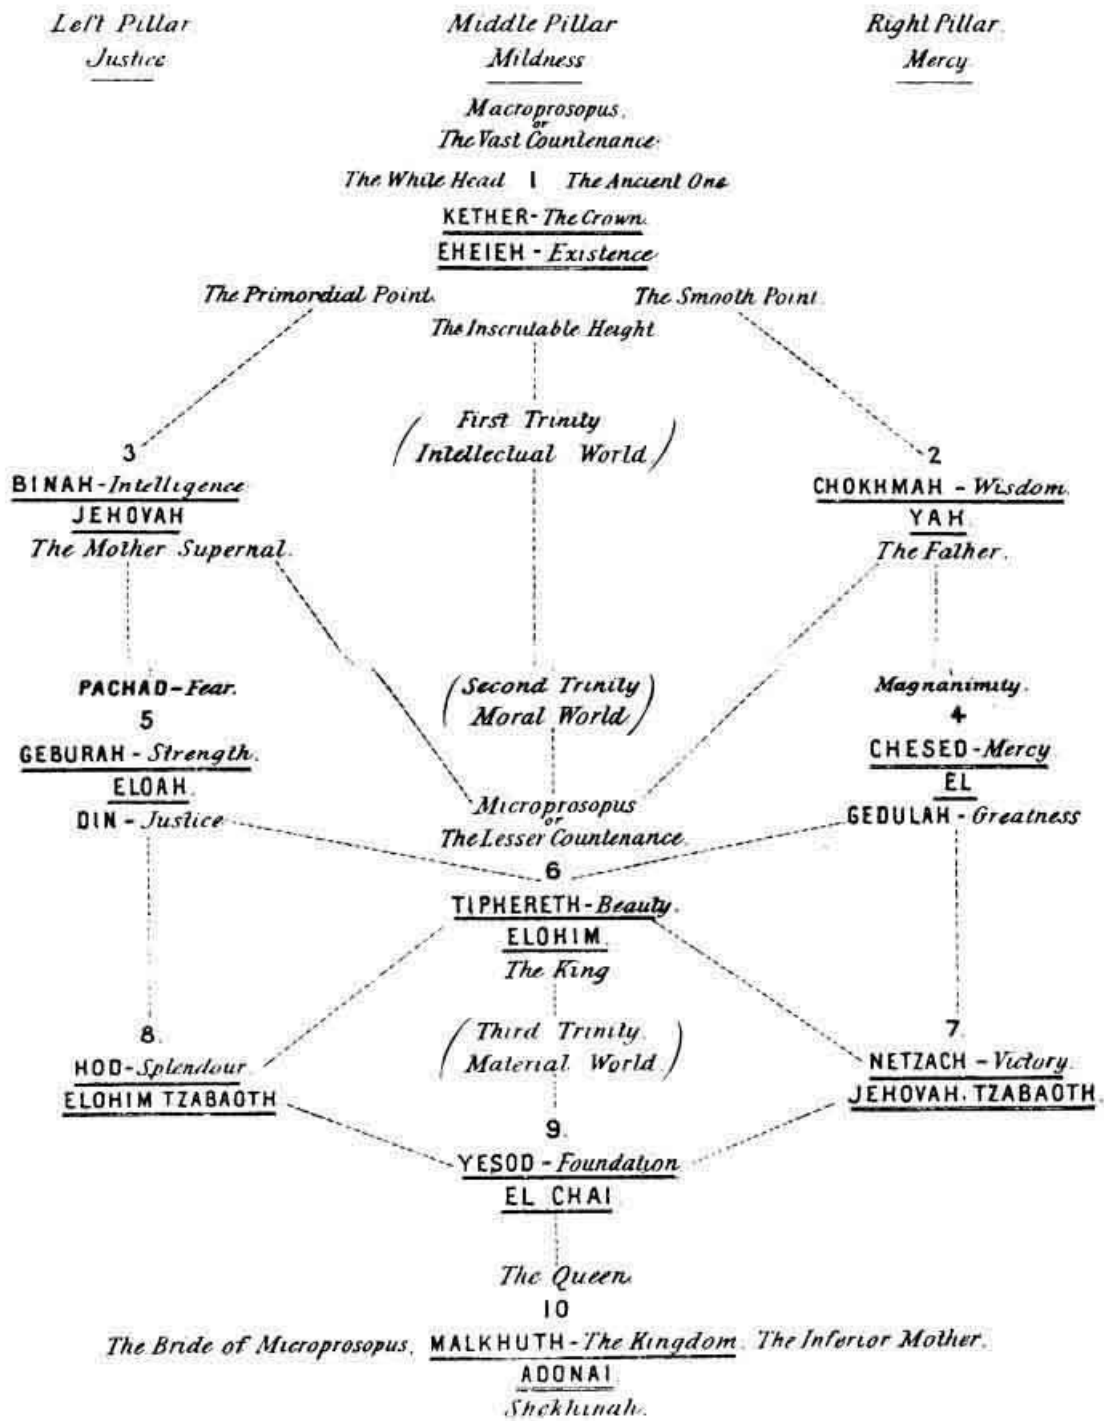 Left Pillar Middle Pillar Right Pillar.
Justice Mildness Mercy
Macroprosopus.
or
The Vast Countenance.
The White Head 1 The Ancient One
KETHER - The Crown.
EHEIEH - Existence
The Primordial Point. The Smooth Point.
The Inscrutable Height
(First Trinity
Intellectual World.)
3 2
BINAH - Intelligence CHOKHMAH - Wisdom.
JEHOVAH YAH.
The Mother Supernal. The Father.
PACHAD - Fear. (Second Trinity Magnanimity.
5 Moral World) 4
GEBURAH - Strength. CHESED - Mercy
ELOAH. EL
DIN - Justice Microprosopus GEDULAH - Greatness
or
The Lesser Countenance.
6
TIPHERETH - Beauty.
ELOHIM.
The King
8. (Third Trinity. 7.
HOD - Splendour. Material World) NETZACH - Victory.
ELOHIM TZABAOTH JEHOVAH. TZABAOTH.
9.
YESOD - Foundation.
EL CHAI
The Queen.
10
The Bride of Microprosopus. MALKHUTH - The Kingdom. The Inferior Mother.
ADONAI
Shekhinah.